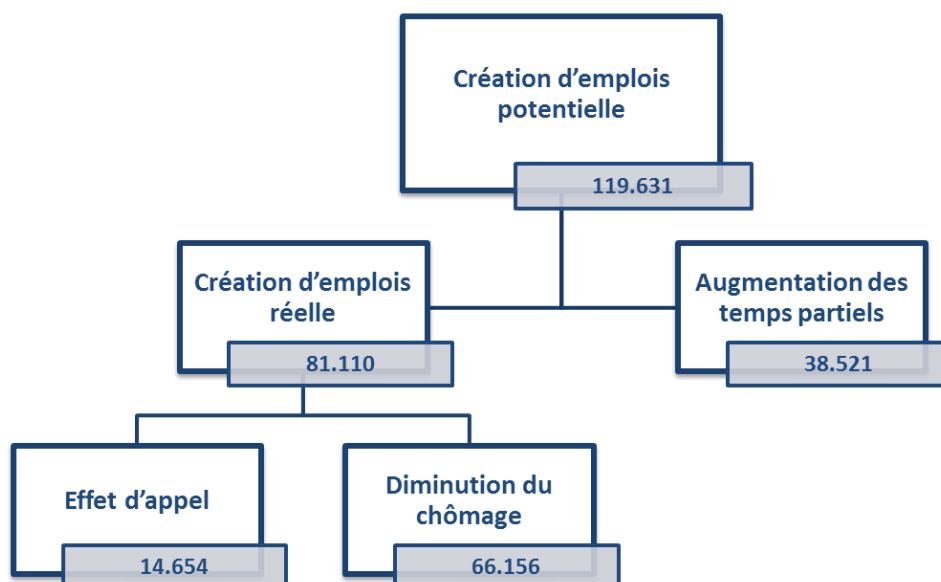 Création d’emplois
potentielle
119.631
Création d’emplois
réelle
81.110
Augmentation des
temps partiels
38.521
Effet d’appel
14.654
Diminution du
chômage
66.156